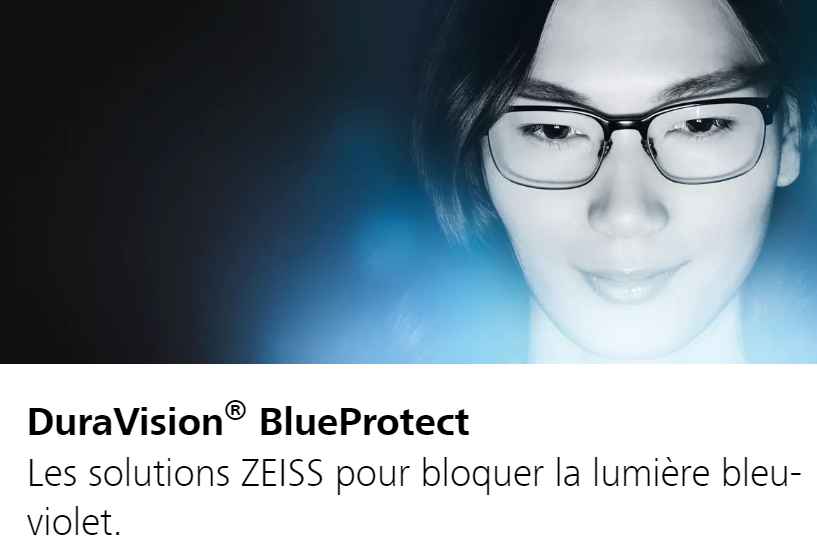 DuraVision® BlueProtect
Les solutions ZEISS pour bloquer la lumière bleu-
violet.